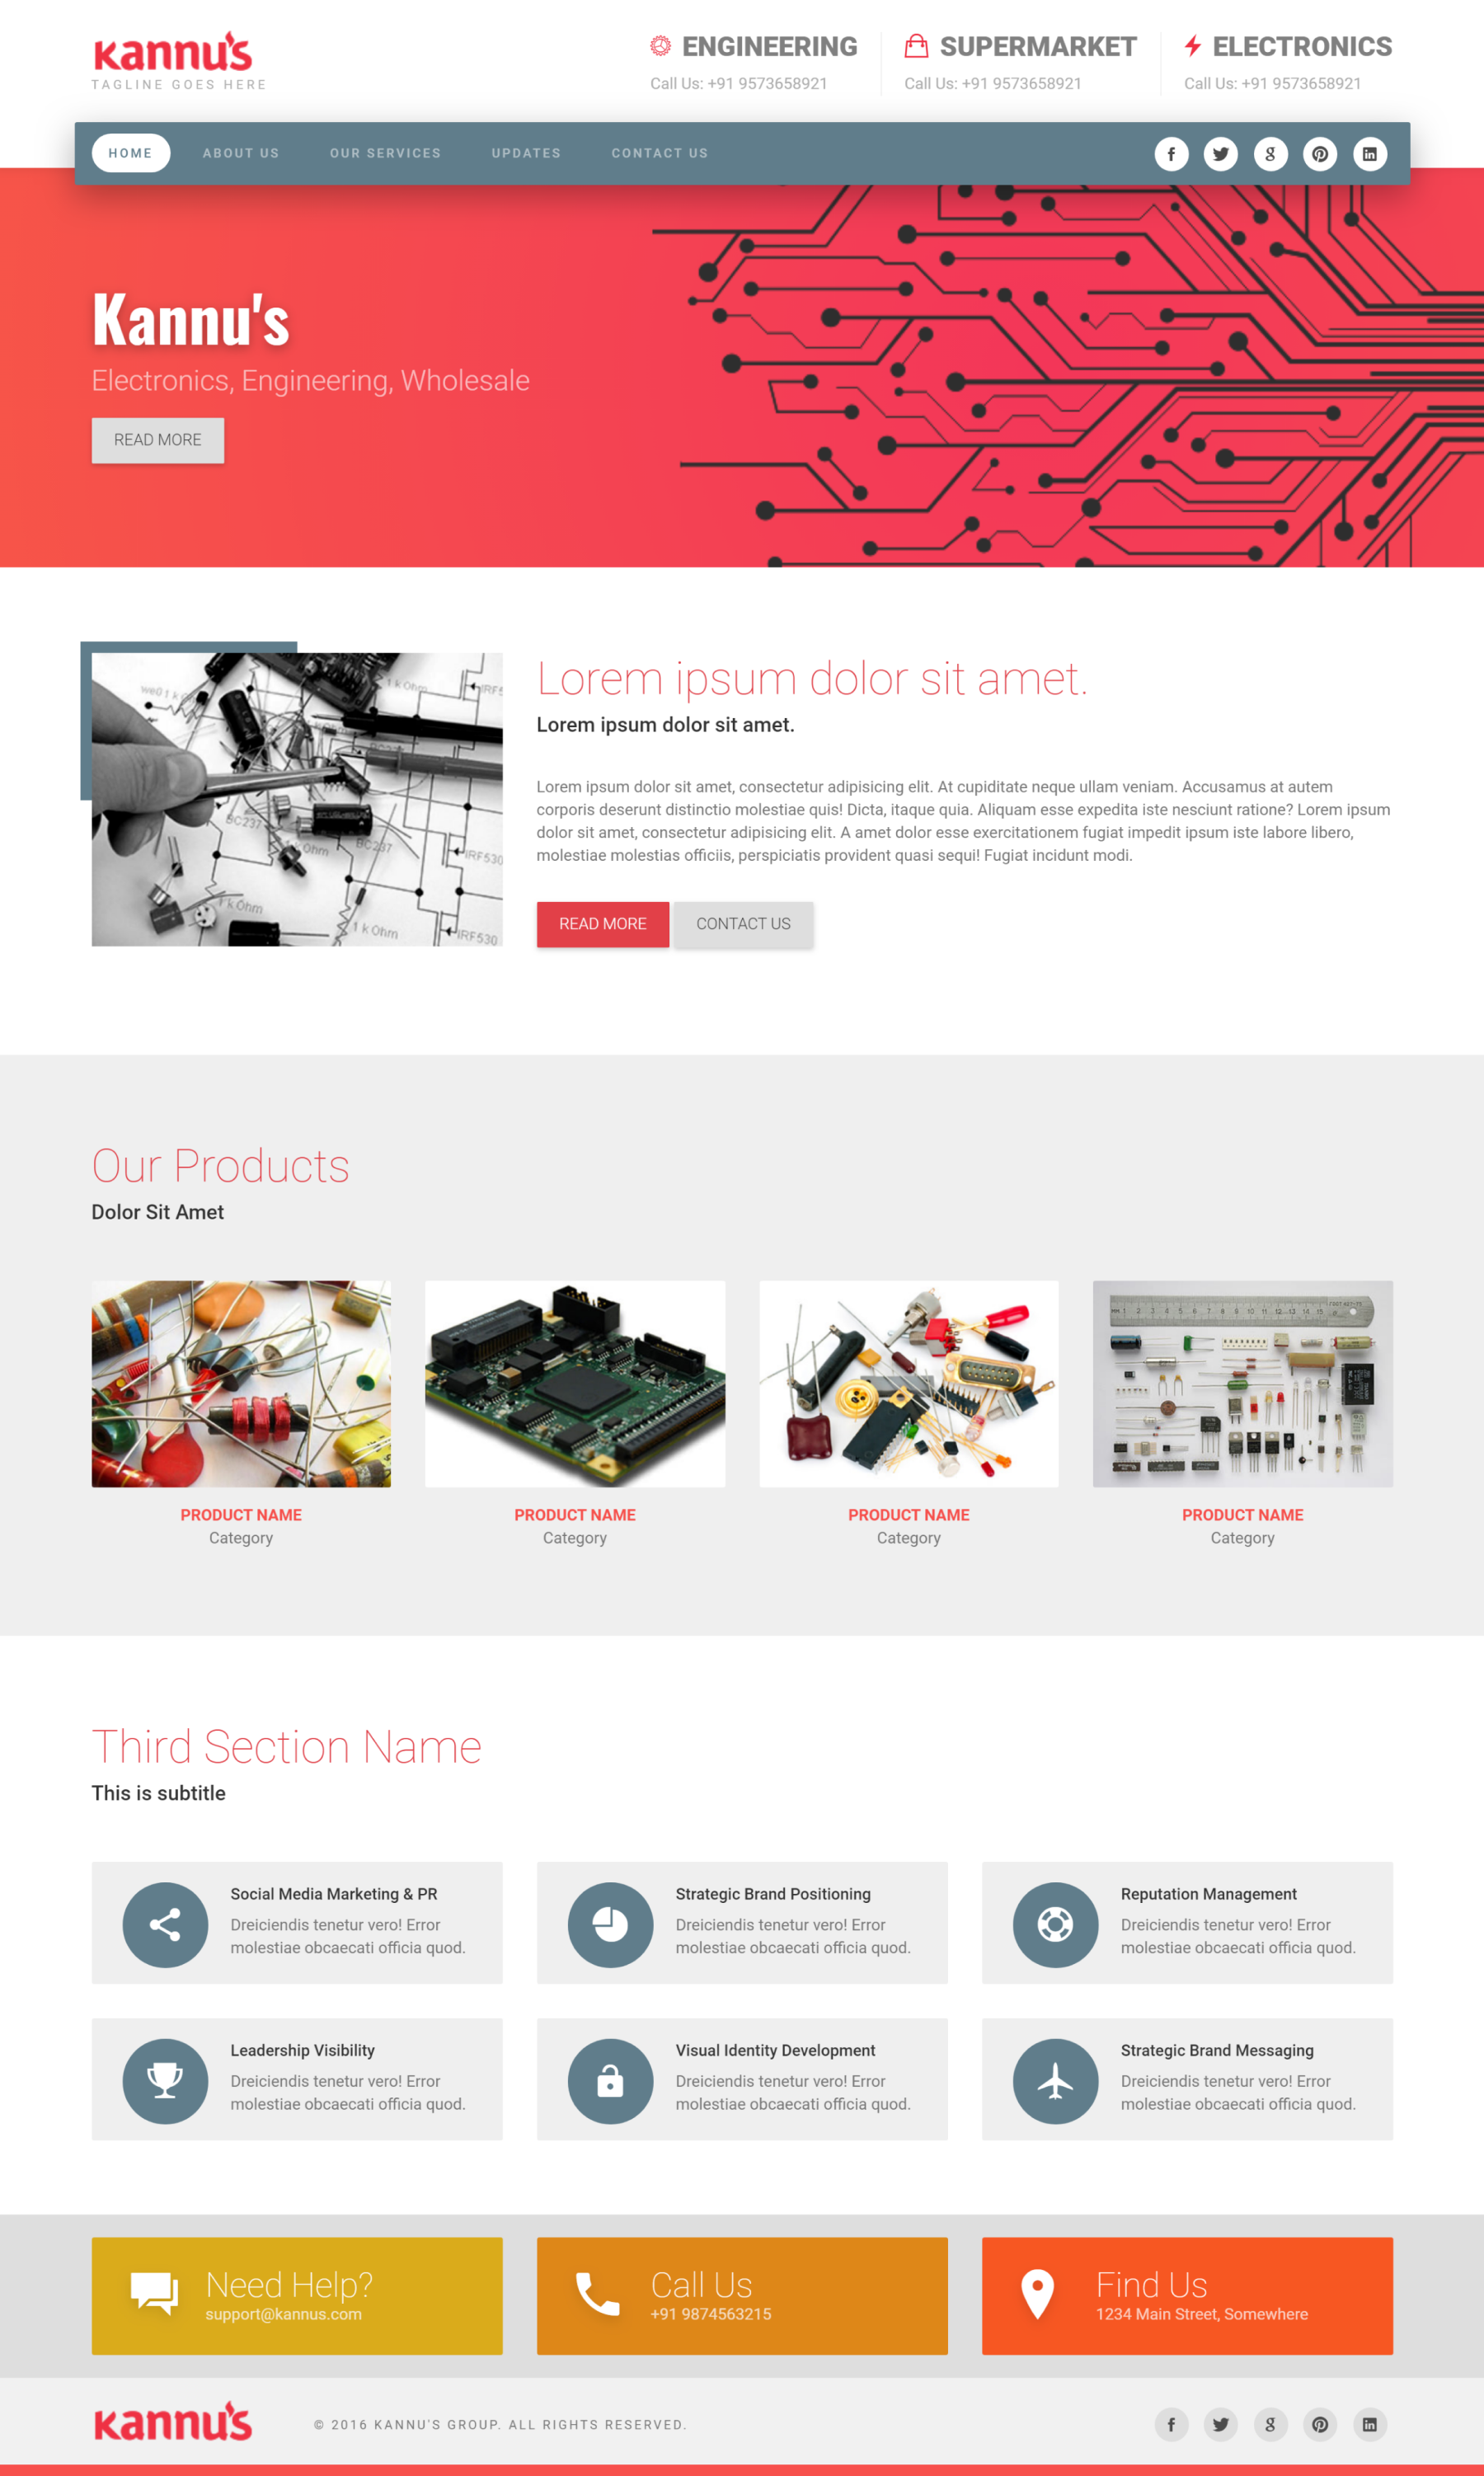 Kannu's
TAGLINE GOES HERE
ENGINEERING
Call Us: +91 9573658921
SUPERMARKET
Call Us: +91 9573658921
ELECTRONICS
Call Us: +91 9573658921
HOME
ABOUT US
OUR SERVICES
UPDATES
CONTACT US
Kannu's
Electronics, Engineering, Wholesale
READ MORE
BC237
BC237
1 k Ohm
1 k Ohm
IRF530
IRF530
Lorem ipsum dolor sit amet.
Lorem ipsum dolor sit amet.
Lorem ipsum dolor sit amet, consectetur adipisicing elit. At cupiditate neque ullam veniam. Accusamus at autem
corporis deserunt distinctio molestiae quis! Dicta, itaque quia. Aliquam esse expedita iste nesciunt ratione? Lorem ipsum
dolor sit amet, consectetur adipisicing elit. A amet dolor esse exercitationem fugiat impedit ipsum iste labore libero,
molestiae molestias officiis, perspiciatis provident quasi sequi! Fugiat incidunt modi.
READ MORE
CONTACT US
Our Products
Dolor Sit Amet
PRODUCT NAME
Category
PRODUCT NAME
Category
PRODUCT NAME
Category
PRODUCT NAME
Category
Third Section Name
This is subtitle
Social Media Marketing & PR
Dreiciendis tenetur vero! Error
molestiae obcaecati officia quod.
Strategic Brand Positioning
Dreiciendis tenetur vero! Error
molestiae obcaecati officia quod.
Reputation Management
Dreiciendis tenetur vero! Error
molestiae obcaecati officia quod.
Leadership Visibility
Dreiciendis tenetur vero! Error
molestiae obcaecati officia quod.
Visual Identity Development
Dreiciendis tenetur vero! Error
molestiae obcaecati officia quod.
Strategic Brand Messaging
Dreiciendis tenetur vero! Error
molestiae obcaecati officia quod.
Need Help?
support@kannus.com
Call Us
+91 9874563215
Find Us
1234 Main Street, Somewhere
Kannu's
© 2016 KANNU'S GROUP. ALL RIGHTS RESERVED.